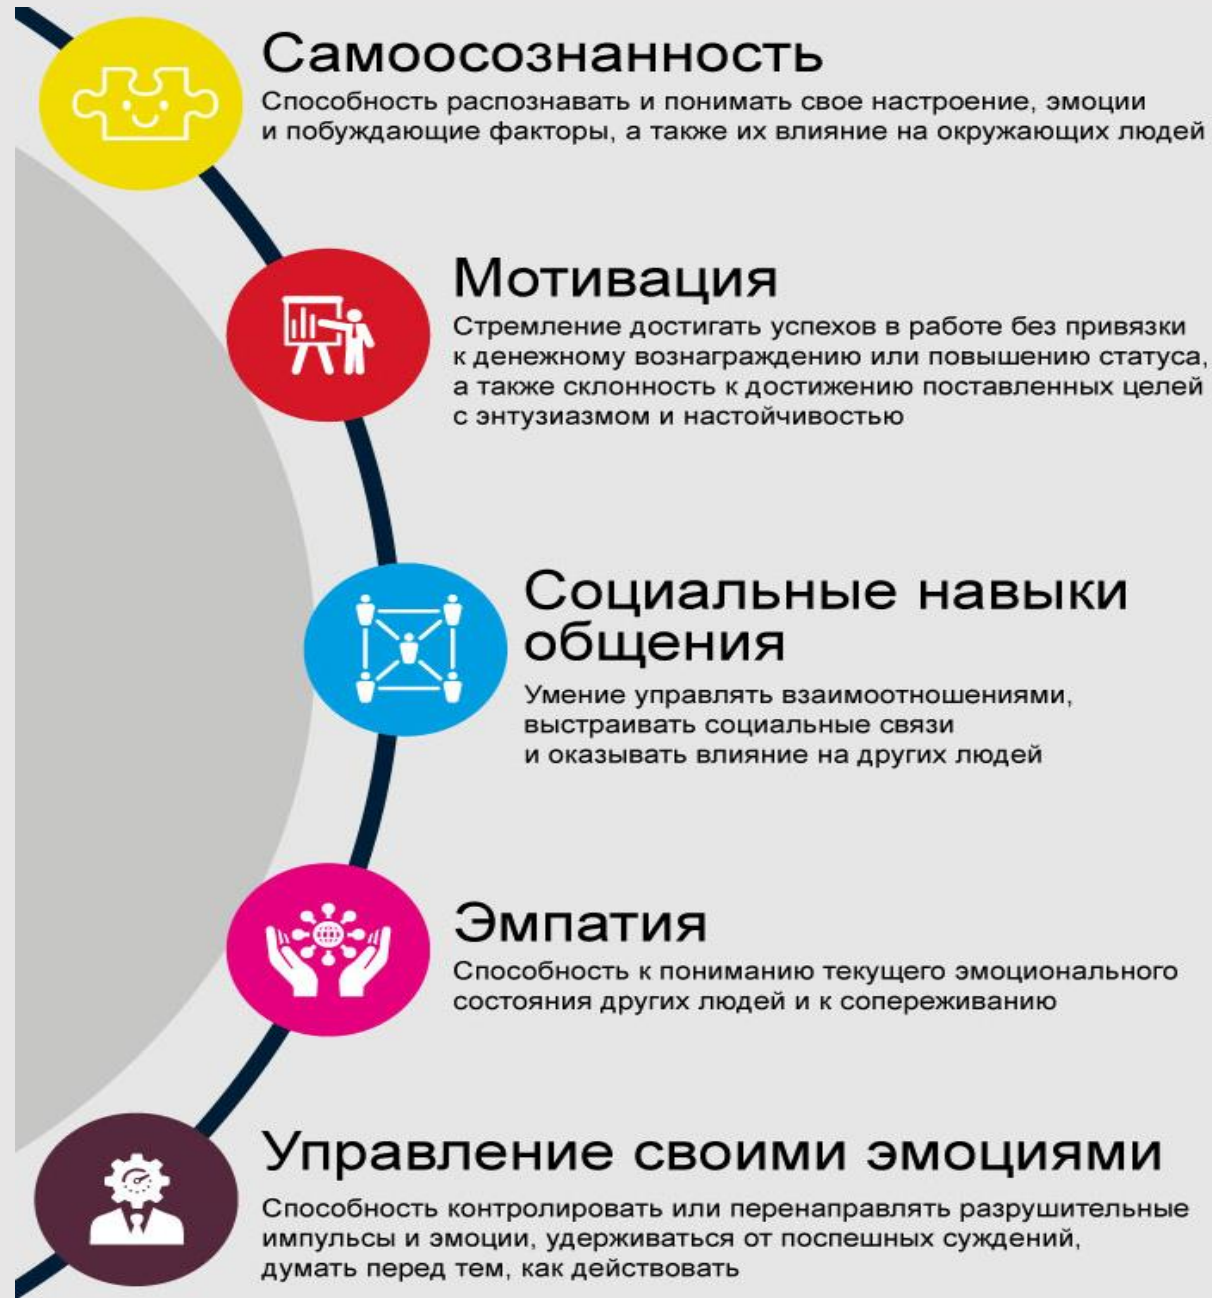 Самоосознанность
Способность распознавать и понимать свое настроение, эмоции
и побуждающие факторы, а также их влияние на окружающих людей
Мотивация
Стремление достигать успехов в работе без привязки
к денежному вознаграждению или повышению статуса,
а также склонность к достижению поставленных целей
с энтузиазмом и настойчивостью
Социальные навыки
общения
Умение управлять взаимоотношениями,
выстраивать социальные связи
и оказывать влияние на других людей
Эмпатия
Способность к пониманию текущего эмоционального
состояния других людей и к сопереживанию
Управление своими эмоциями
Способность контролировать или перенаправлять разрушительные
импульсы и эмоции, удерживаться от поспешных суждений,
думать перед тем, как действовать